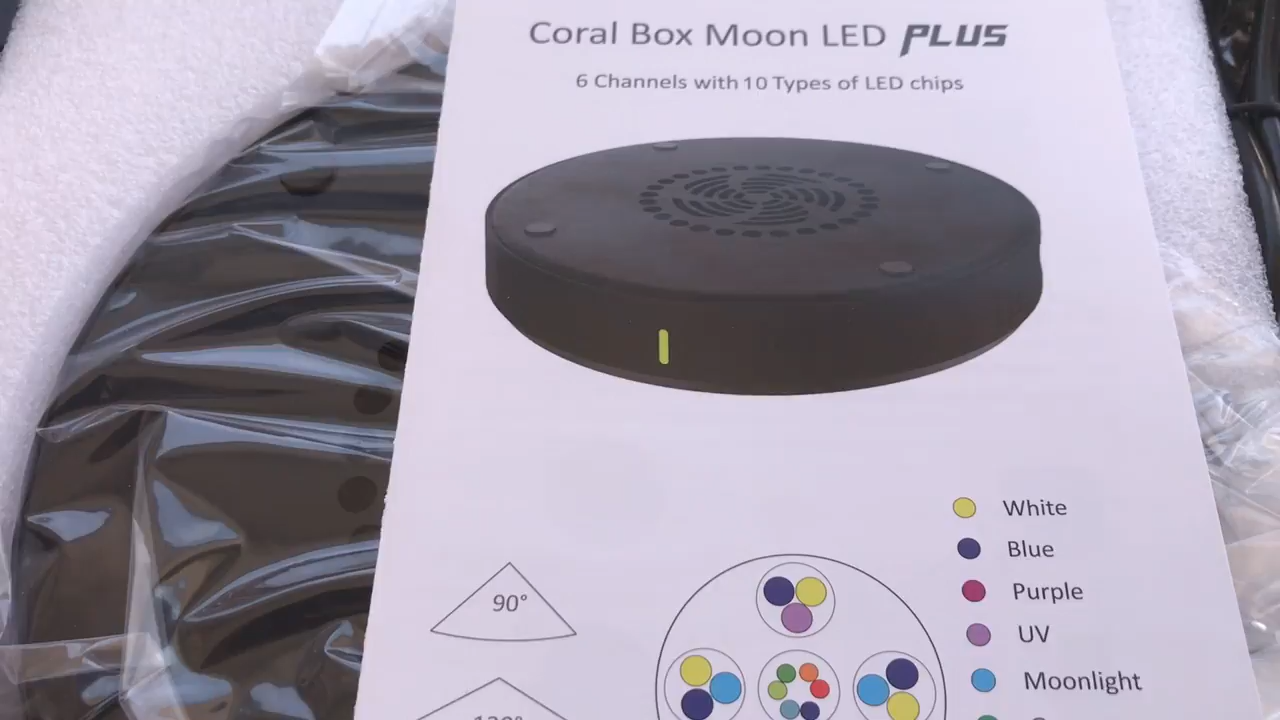 Coral Box Moon LED PLUS
6 Channels with 10 Types of LED chips
White
Blue
Purple
90°
UV
Moonlight
120°